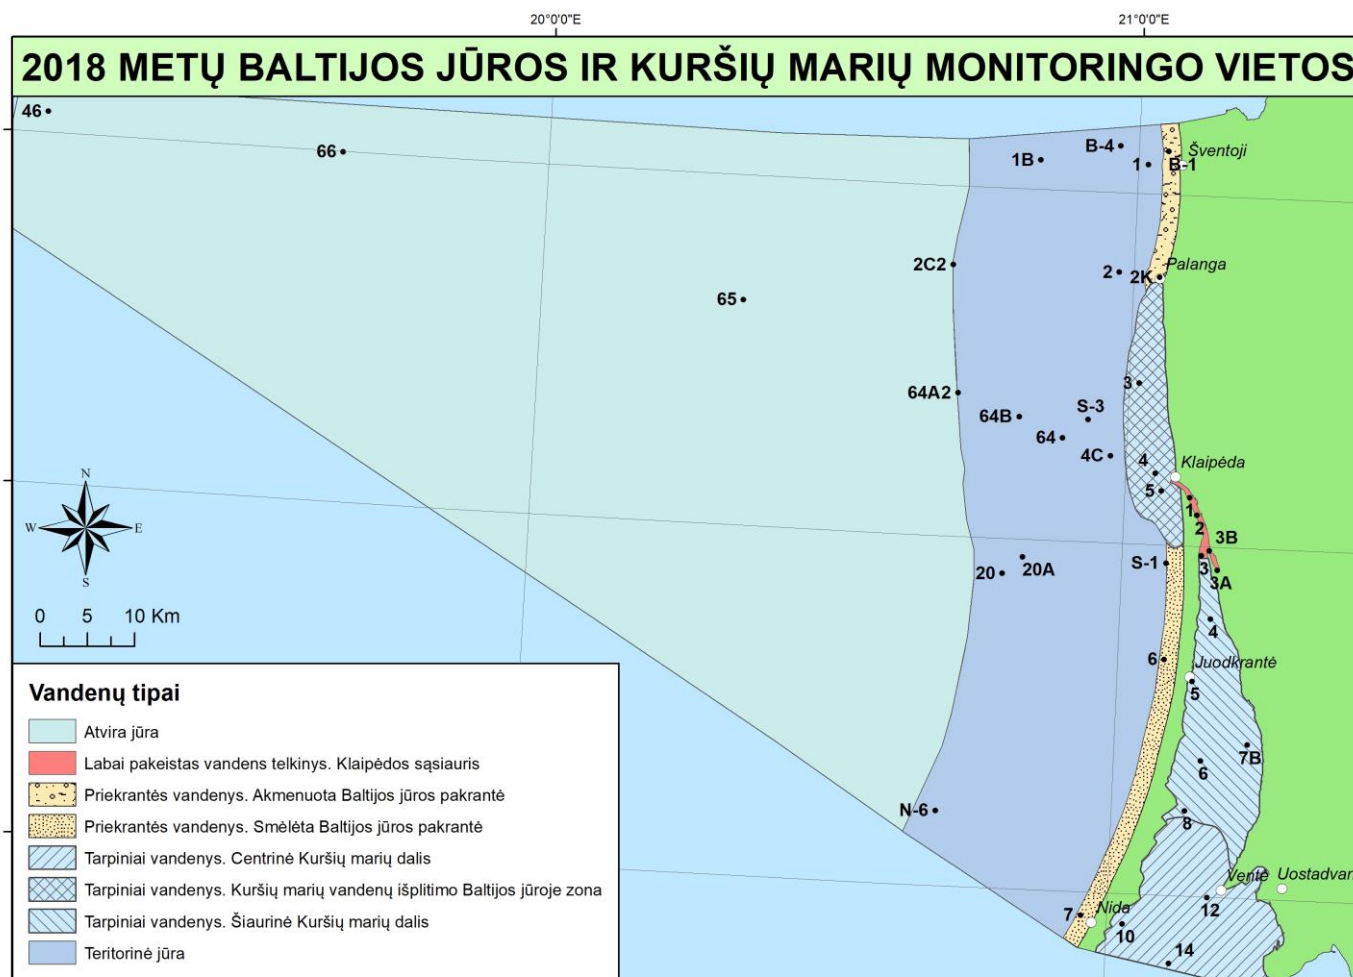 20°0'0"E
21°0'0"E
2018 METŲ BALTIJOS JŪROS IR KURŠIŲ MARIŲ MONITORINGO VIETOS
46
66
1B
B-4
1
B-1
Šventoji
2C2
2
2K
Palanga
65
3
64A2
64B
S-3
64
4C
4
Klaipėda
5
1
2
3B
3
3A
S-1
20
20A
4
6
Juodkrantė
5
7B
6
8
N-6
Ventė
Uostadvar
12
7
Nida
10
14
N
W
E
S
0 5 10 Km
Vandenų tipai
Atvira jūra
Labai pakeistas vandens telkinys. Klaipėdos sąsiauris
Priekrantės vandenys. Akmenuota Baltijos jūros pakrantė
Priekrantės vandenys. Smėlėta Baltijos jūros pakrantė
Tarpiniai vandenys. Centrinė Kuršių marių dalis
Tarpiniai vandenys. Kuršių marių vandenų išplitimo Baltijos jūroje zona
Tarpiniai vandenys. Šiaurinė Kuršių marių dalis
Teritorinė jūra